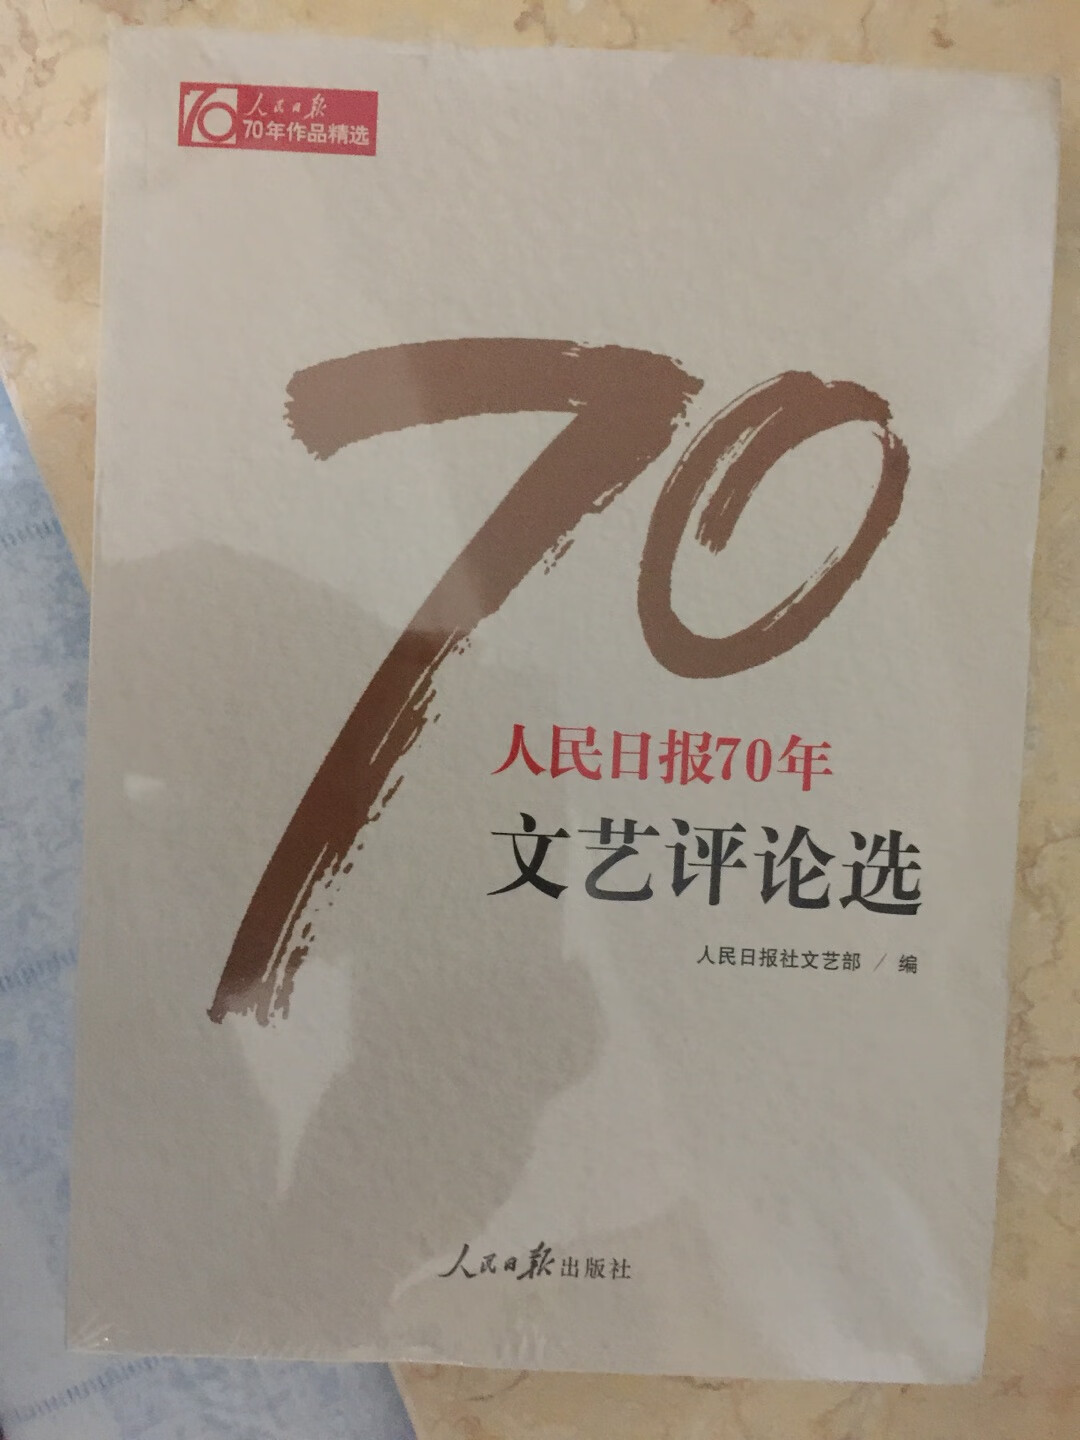 70 人民日报
70年作品精选
70
人民日报70年
文艺评论选
人民日报社文艺部 / 编
人民日报出版社